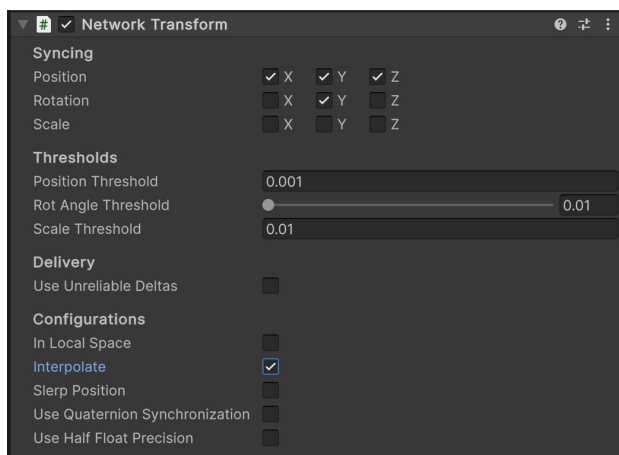 # Network Transform
Syncing
Position X Y Z
Rotation X Y Z
Scale X Y Z
Thresholds
Position Threshold 0.001
Rot Angle Threshold 0.01
Scale Threshold 0.01
Delivery
Use Unreliable Deltas
Configurations
In Local Space
Interpolate
Slerp Position
Use Quaternion Synchronization
Use Half Float Precision